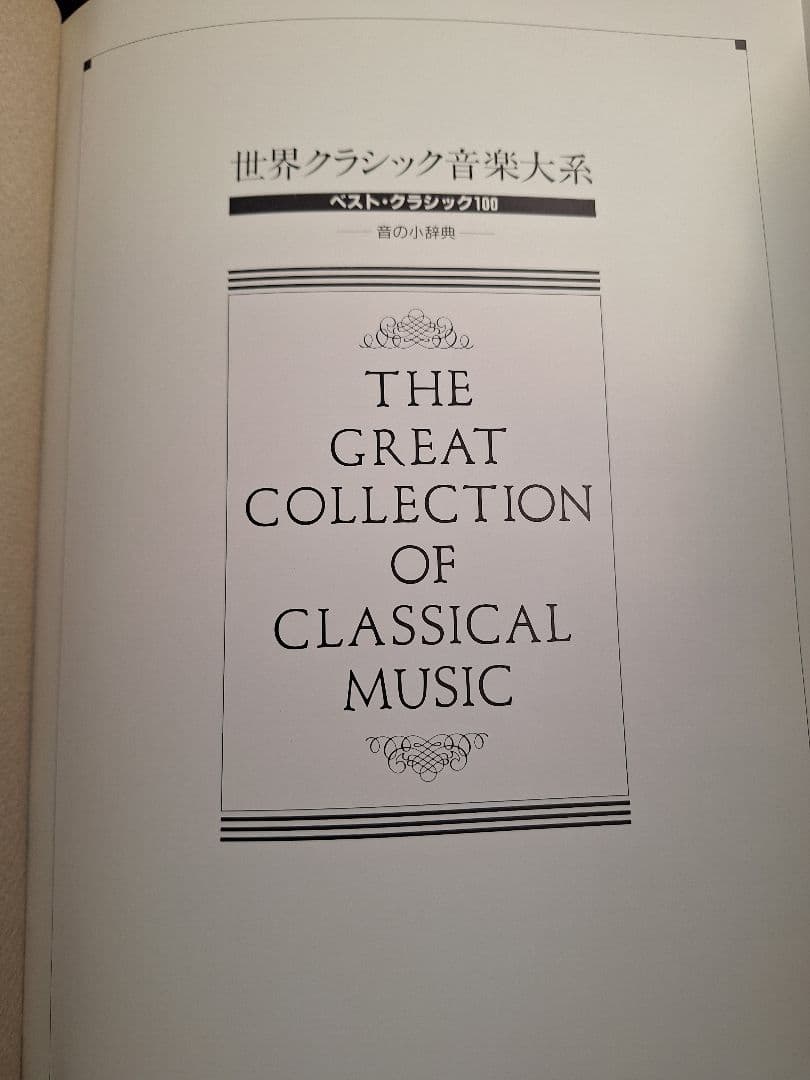 世界クラシック音楽大系
ベスト・クラシック100
音の小辞典
THE
GREAT
COLLECTION
OF
CLASSICAL
MUSIC